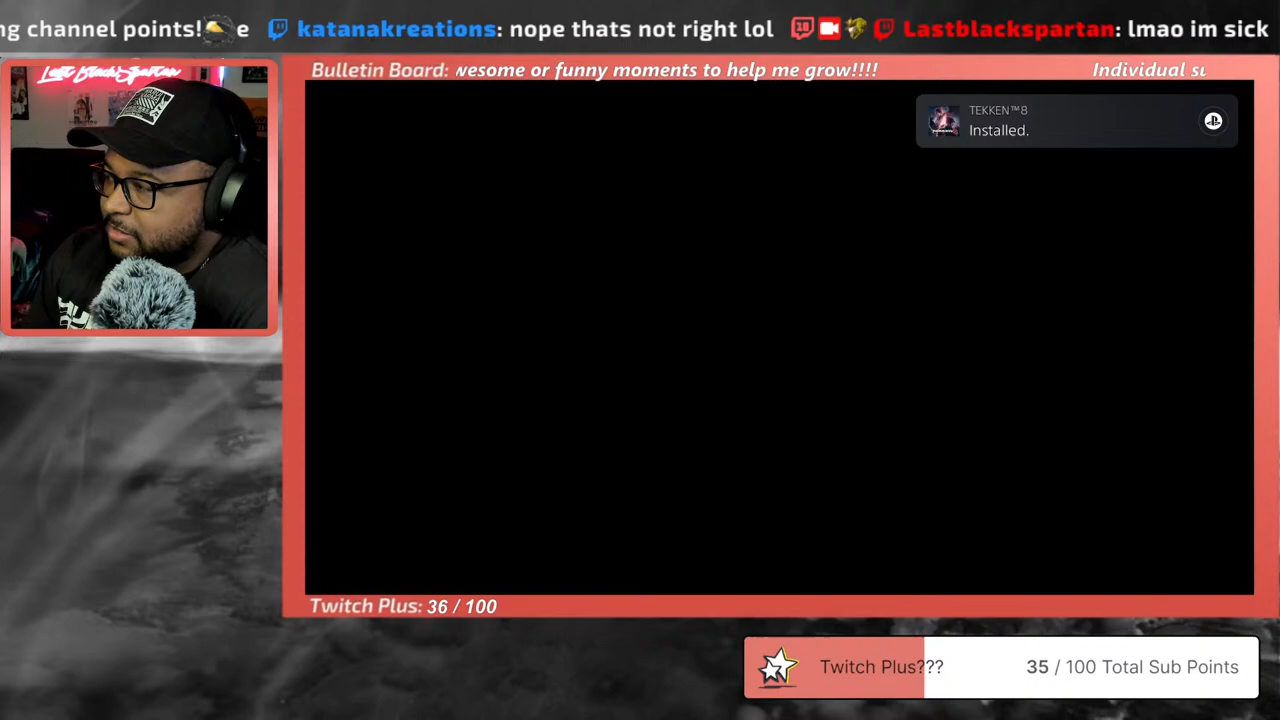 ng channel points! e katanakreations: nope thats not right lol Lastblackspartan: lmao im sick
Last BlackSpartan
Bulletin Board: wesome or funny moments to help me grow!!!! Individual su
TEKKEN™8
Installed.
Twitch Plus: 36 / 100
Twitch Plus??? 35 / 100 Total Sub Points